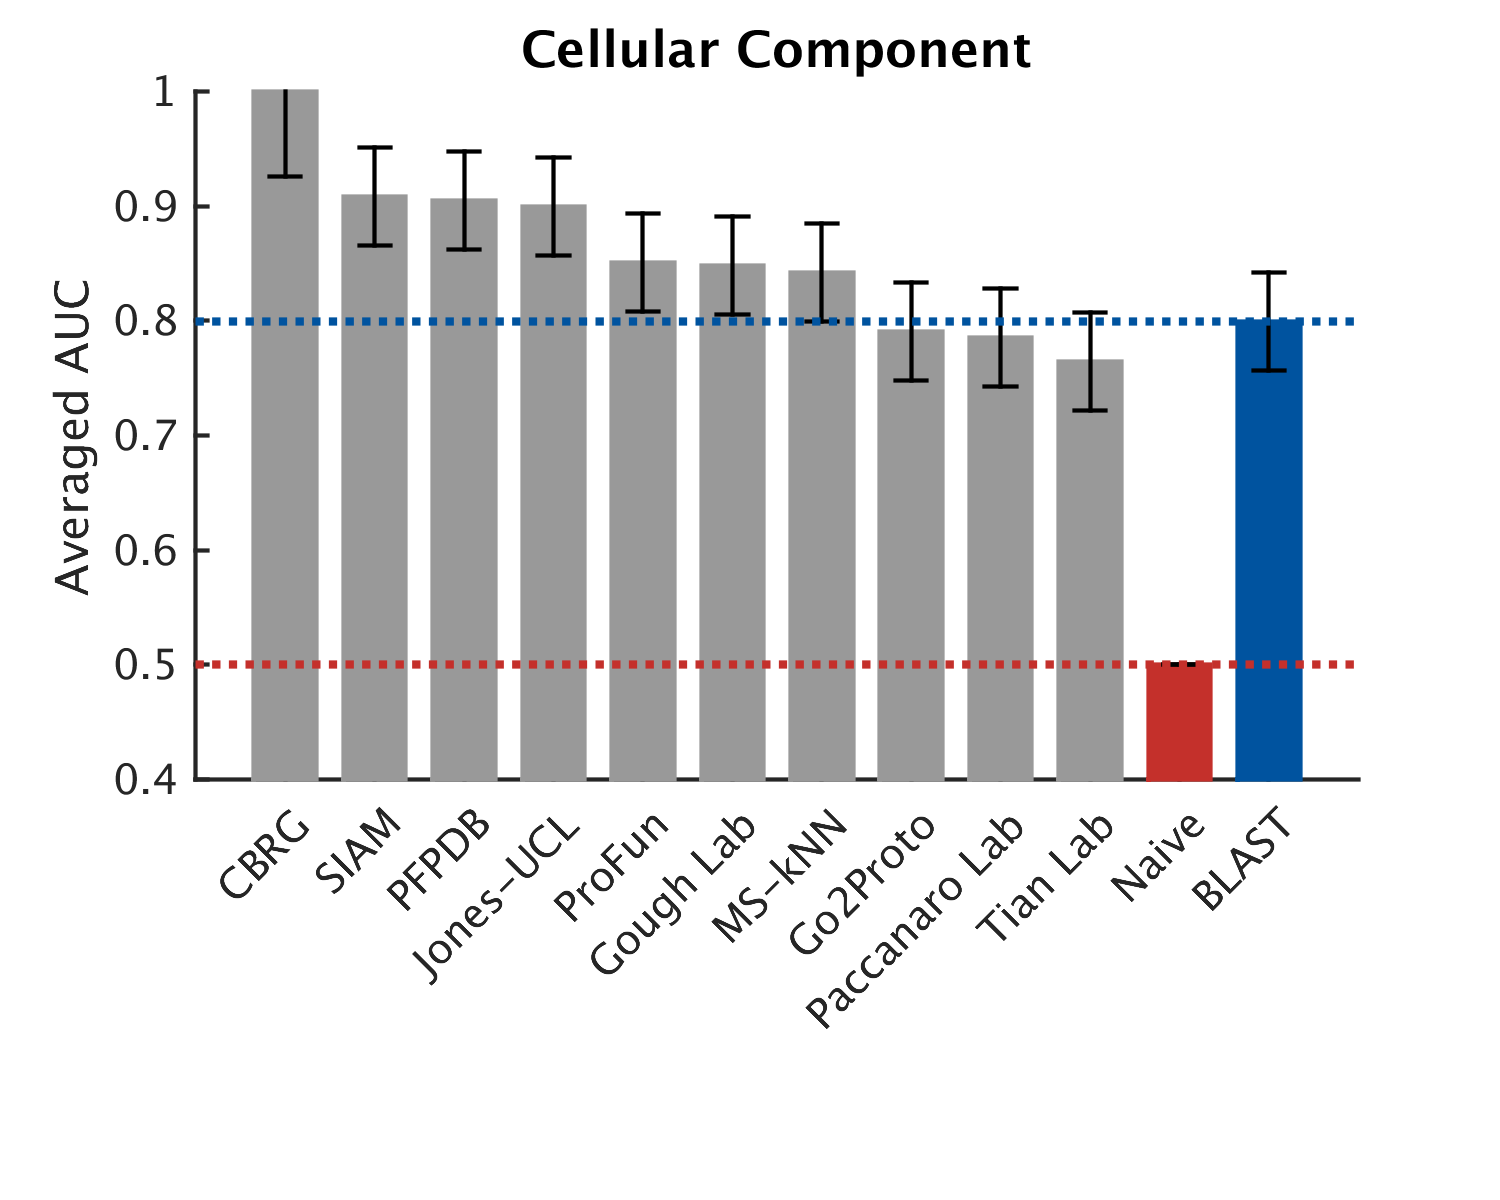 Cellular Component
Averaged AUC
1
0.9
0.8
0.7
0.6
0.5
0.4
CBRG
SIAM
PFPDB
Jones–UCL
ProFun
Gough Lab
MS–kNN
Go2Proto
Paccanaro Lab
Tian Lab
Naive
BLAST